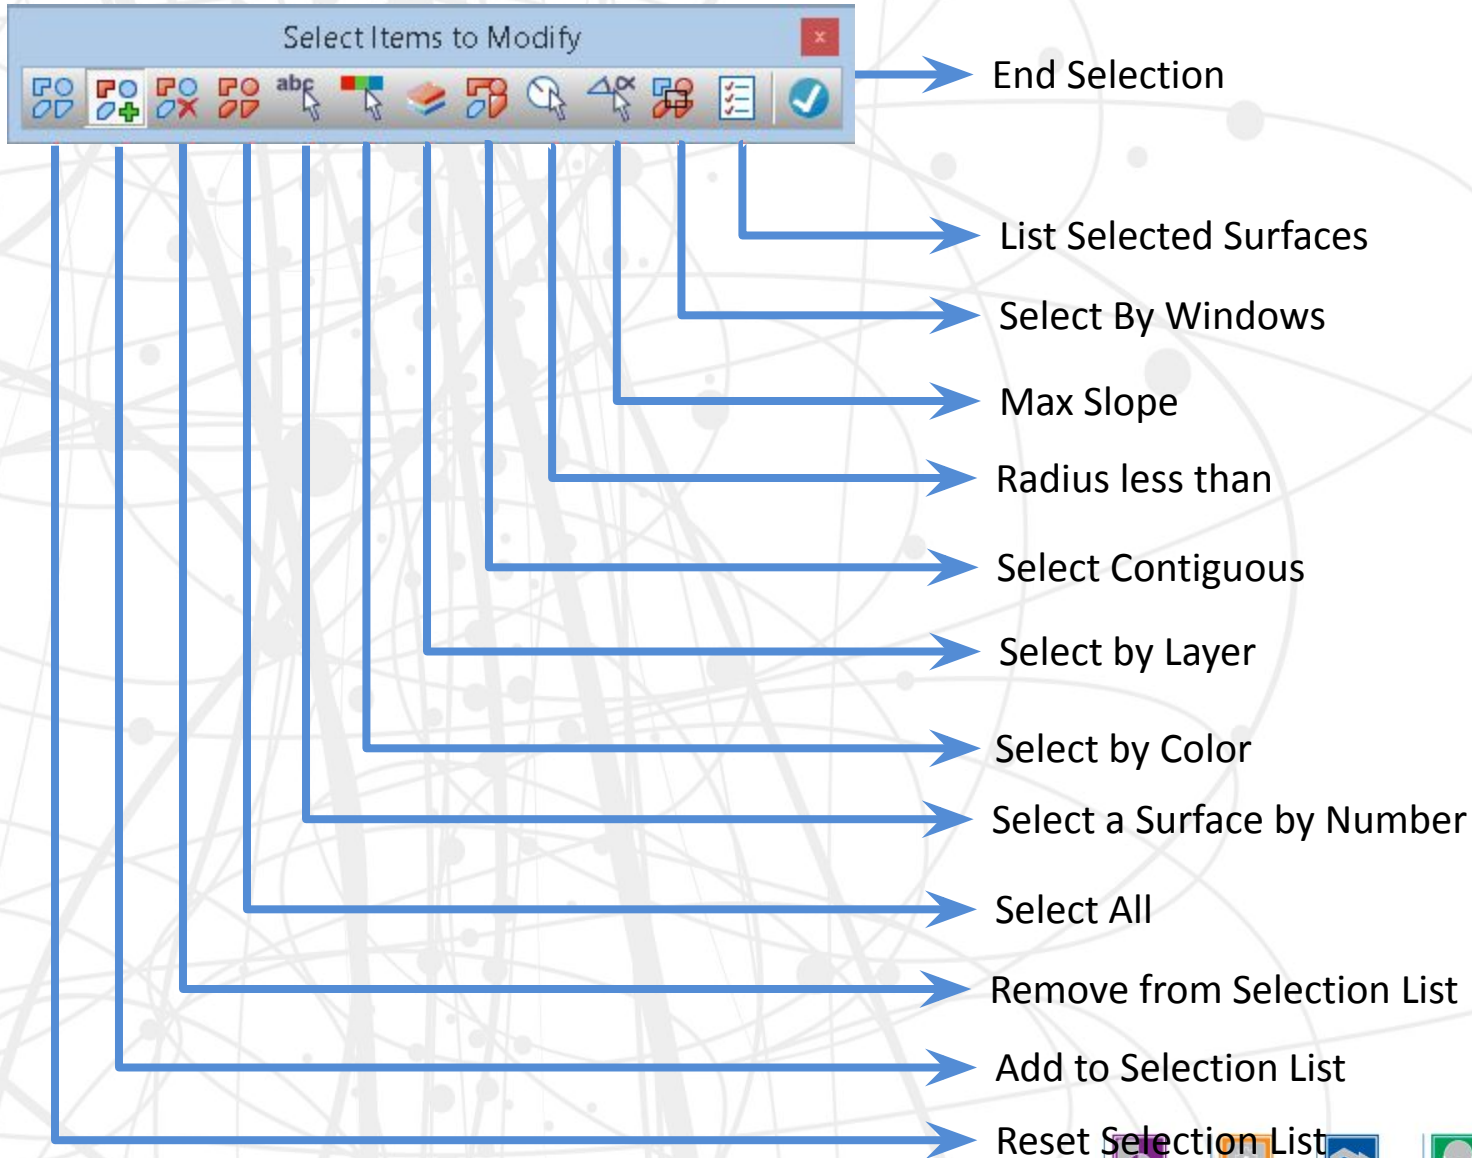 Select Items to Modify
x
abc
α
End Selection
List Selected Surfaces
Select By Windows
Max Slope
Radius less than
Select Contiguous
Select by Layer
Select by Color
Select a Surface by Number
Select All
Remove from Selection List
Add to Selection List
Reset Selection List